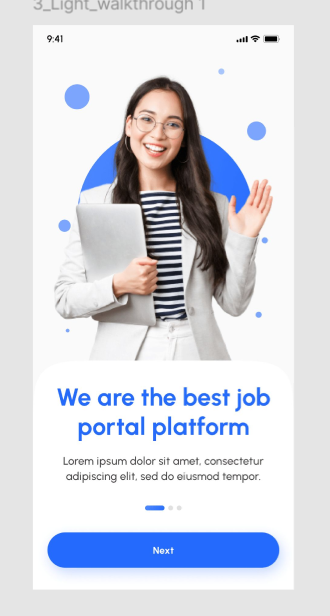 3_Light_walkthrough 1
9:41
We are the best job
portal platform
Lorem ipsum dolor sit amet, consectetur
adipiscing elit, sed do eiusmod tempor.
Next